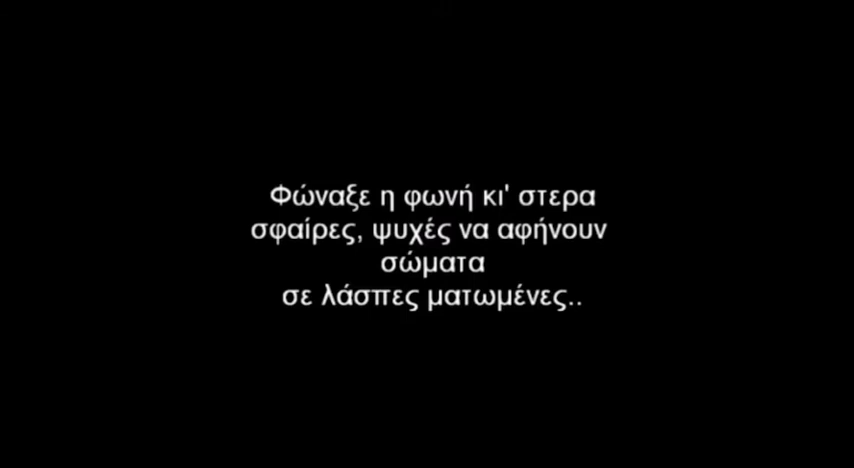 Φώναξε η φωνή κι' στερα
σφαίρες, ψυχές να αφήνουν
σώματα
σε λάσπες ματωμένες..